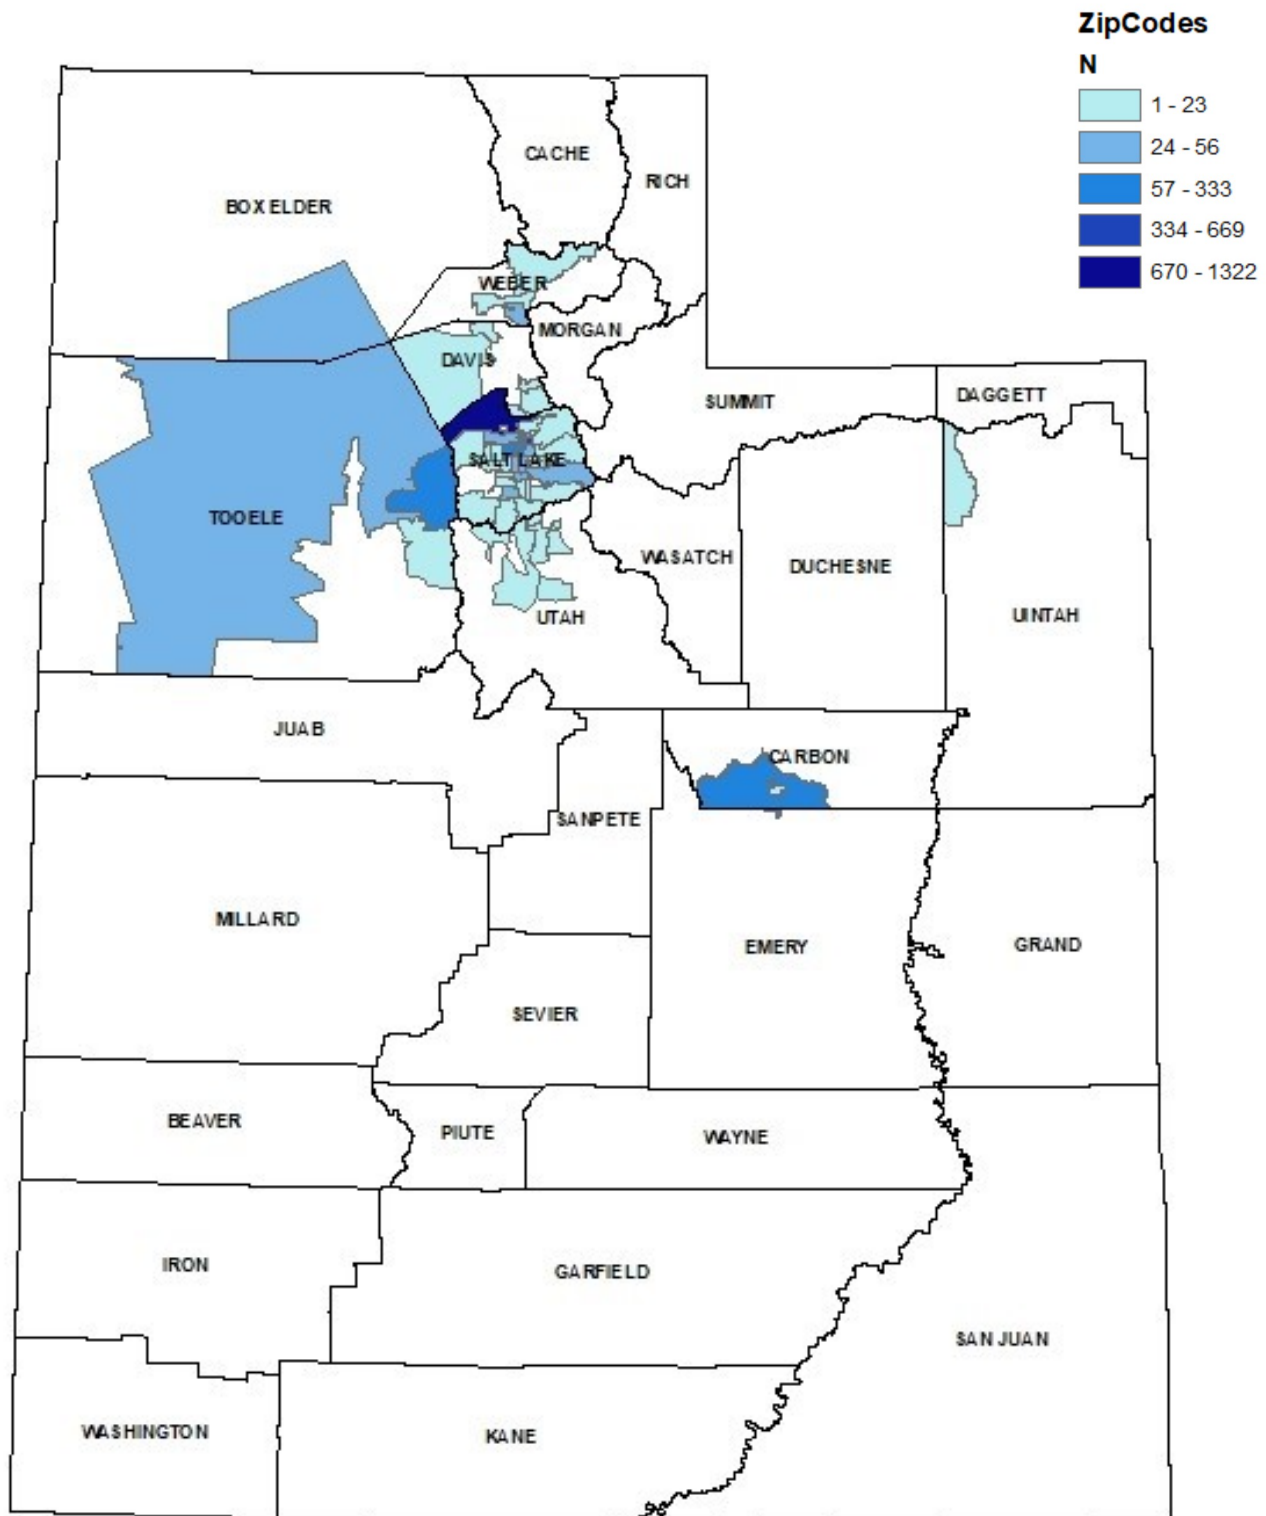 ZipCodes
N
1 - 23
24 - 56
57 - 333
334 - 669
670 - 1322
CACHE
RICH
BOX ELDER
WEBER
MORGAN
DAVIS
SUMMIT
DAGGETT
SALT LAKE
TOOELE
WASATCH
DUCHESNE
UINTAH
UTAH
JUAB
CARBON
SANPETE
MILLARD
EMERY
GRAND
SEVIER
BEAVER
PIUTE
WAYNE
IRON
GARFIELD
SAN JUAN
WASHINGTON
KANE